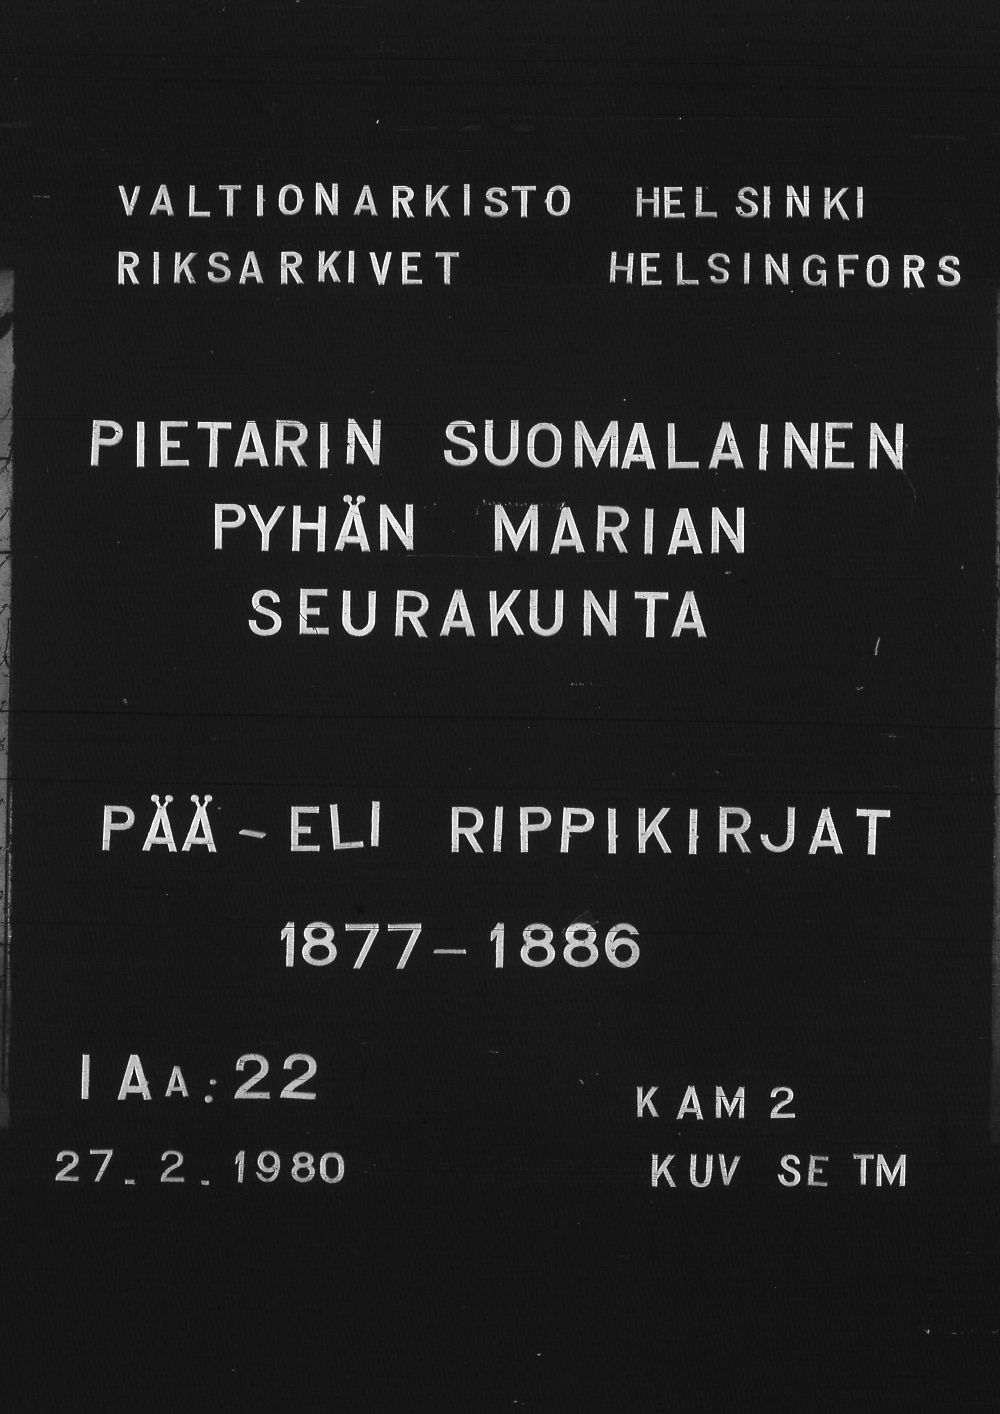 VALTIONARKISTO HELSINKI
RIKSARKIVET HELSINGFORS
PIETARIN SUOMALAINEN
PYHÄN MARIAN
SEURAKUNTA
PÄÄ - ELI RIPPIKIRJAT
1877 - 1886
I AA: 22
27. 2. 1980
KAM 2
KUV SE TM